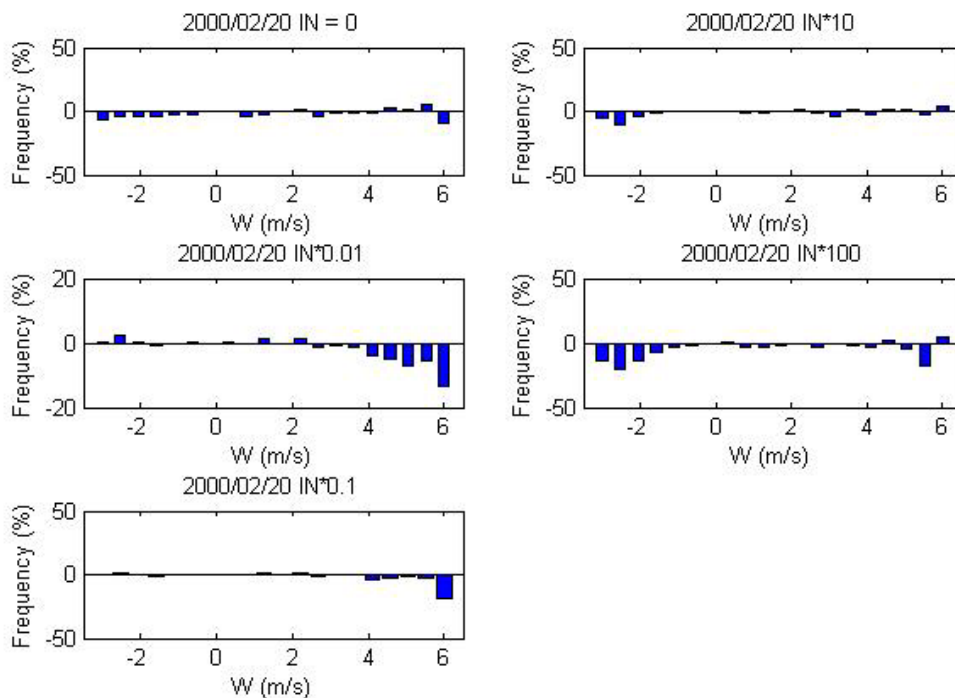 2000/02/20 IN = 0
50
0
-50
Frequency (%)
-2 0 2 4 6
W (m/s)
2000/02/20 IN*10
50
0
-50
Frequency (%)
-2 0 2 4 6
W (m/s)
2000/02/20 IN*0.01
20
0
-20
Frequency (%)
-2 0 2 4 6
W (m/s)
2000/02/20 IN*100
50
0
-50
Frequency (%)
-2 0 2 4 6
W (m/s)
2000/02/20 IN*0.1
50
0
-50
Frequency (%)
-2 0 2 4 6
W (m/s)